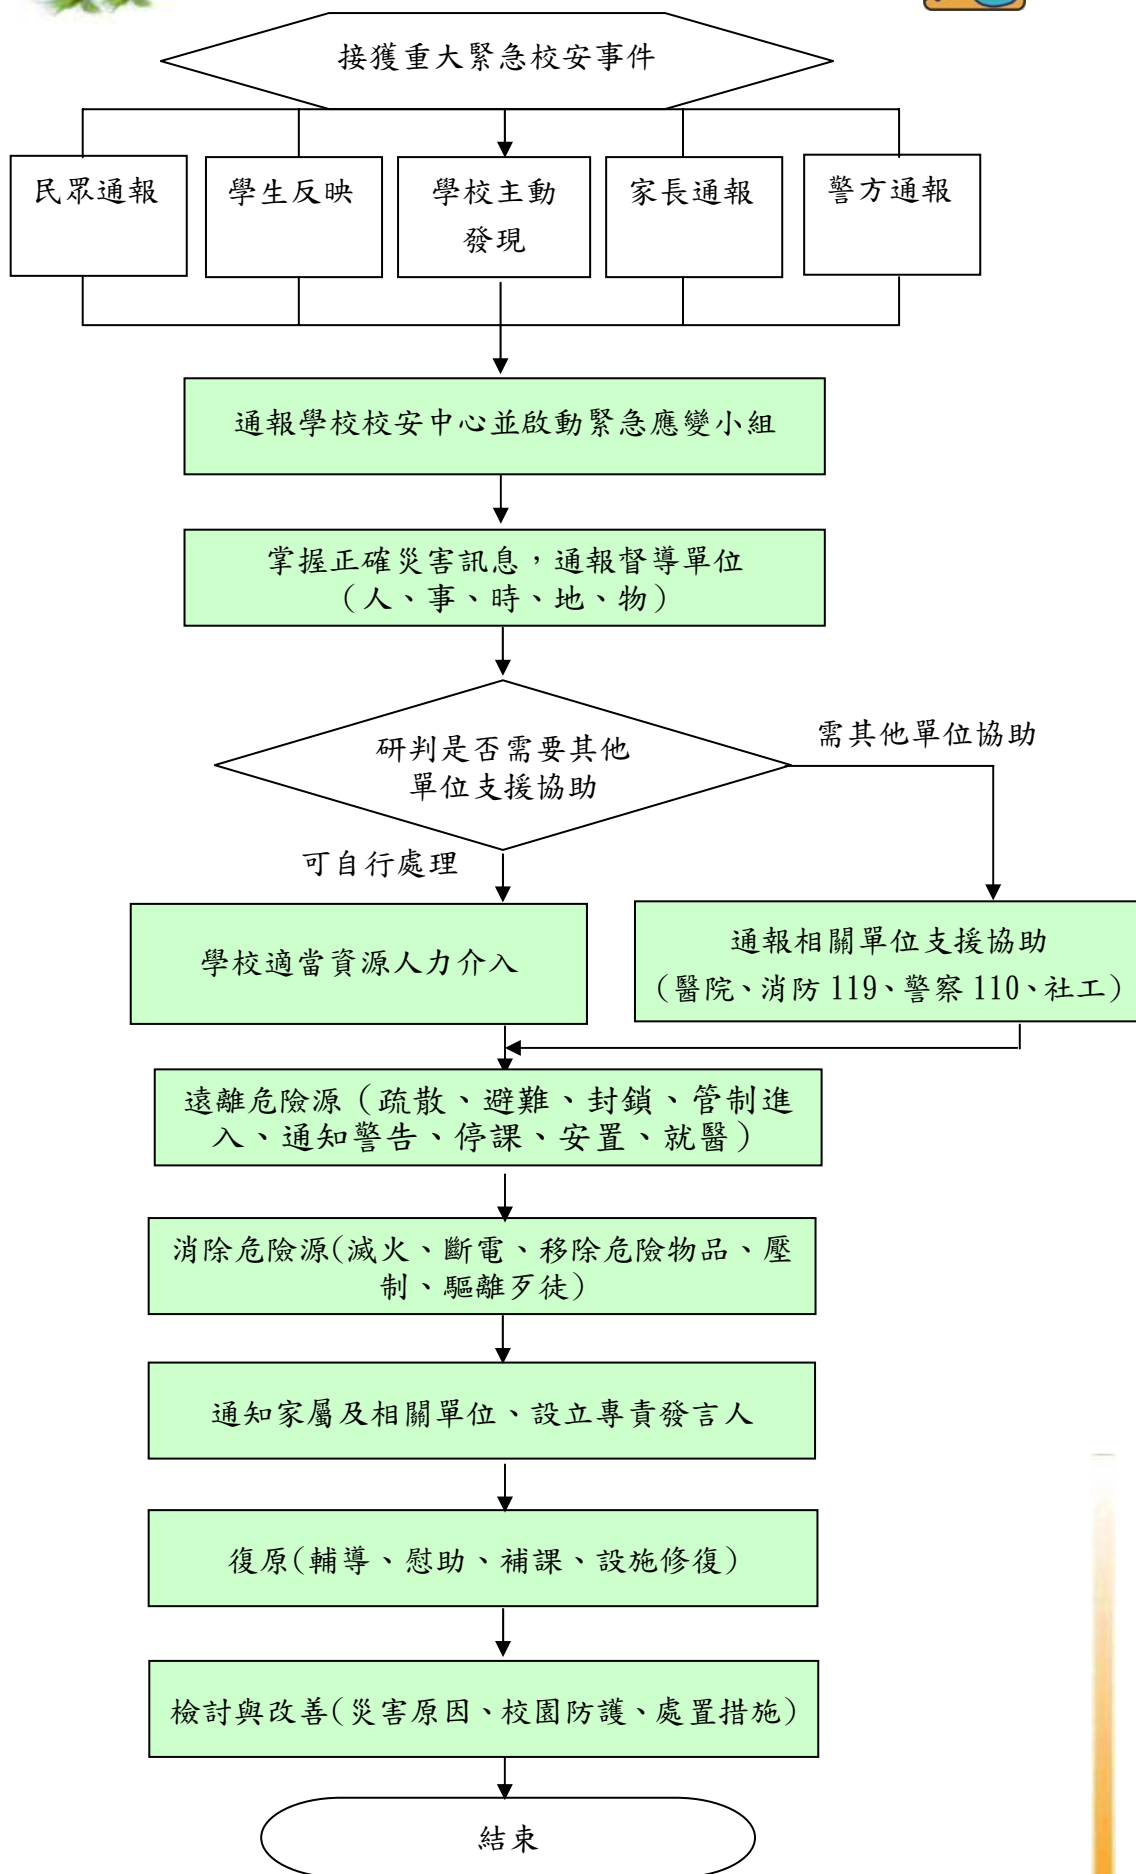 接獲重大緊急校安事件
民眾通報
學生反映
學校主動
發現
家長通報
警方通報
通報學校校安中心並啟動緊急應變小組
掌握正確災害訊息，通報督導單位
（人、事、時、地、物）
研判是否需要其他
單位支援協助
需其他單位協助
可自行處理
學校適當資源人力介入
通報相關單位支援協助
（醫院、消防 119、警察 110、社工）
遠離危險源（疏散、避難、封鎖、管制進
入、通知警告、停課、安置、就醫）
消除危險源(滅火、斷電、移除危險物品、壓
制、驅離歹徒)
通知家屬及相關單位、設立專責發言人
復原(輔導、慰助、補課、設施修復)
檢討與改善(災害原因、校園防護、處置措施)
結束